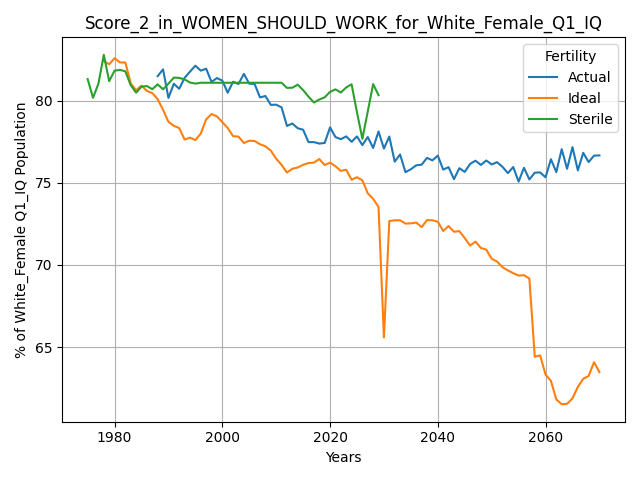 Score_2_in_WOMEN_SHOULD_WORK_for_White_Female_Q1_IQ
Fertility
Actual
Ideal
Sterile
% of White_Female Q1_IQ Population
80
75
70
65
1980
2000
2020
2040
2060
Years